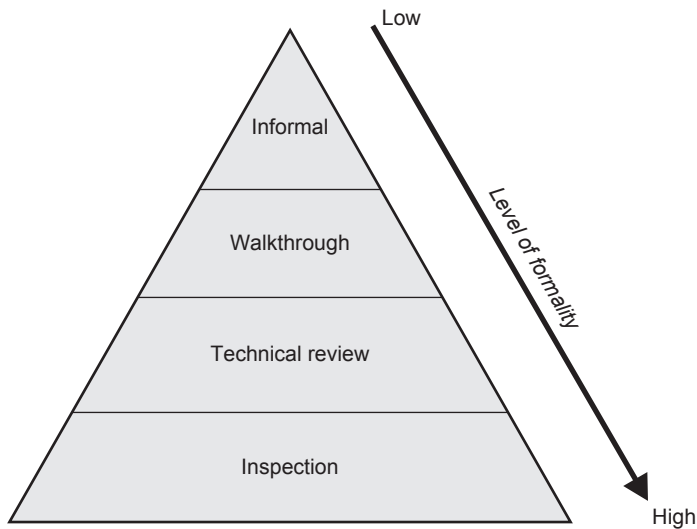 Low
Informal
Walkthrough
Level of formality
Technical review
Inspection
High